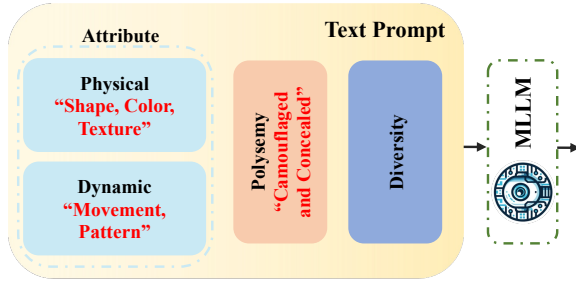 Attribute
Text Prompt
Physical
“Shape, Color,
Texture”
Dynamic
“Movement,
Pattern”
Polysemy
“Camouflaged
and Concealed”
Diversity
MLLM